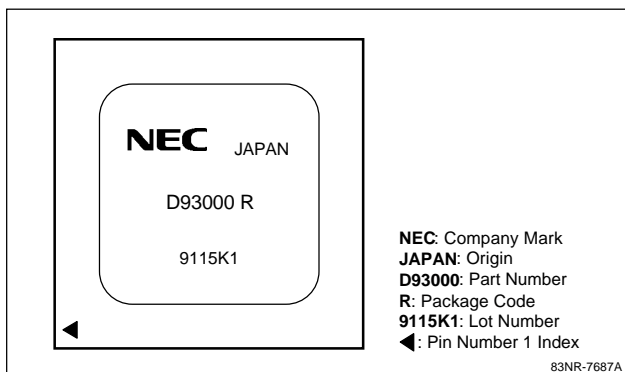 NEC JAPAN
D93000 R
9115K1
NEC: Company Mark
JAPAN: Origin
D93000: Part Number
R: Package Code
9115K1: Lot Number
◀: Pin Number 1 Index
83NR-7687A